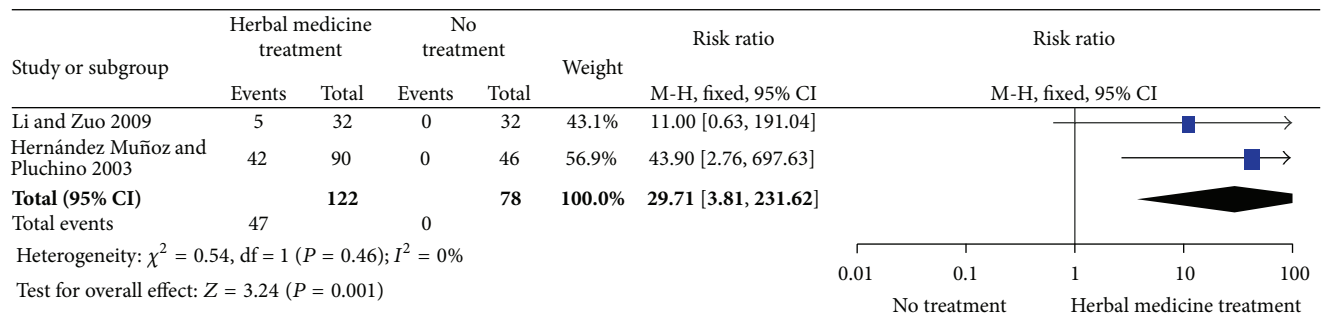 Study or subgroup Herbal medicine treatment No treatment Weight Risk ratio Risk ratio
Events Total Events Total M-H, fixed, 95% CI M-H, fixed, 95% CI
Li and Zuo 2009 5 32 0 32 43.1% 11.00 [0.63, 191.04]
Hernández Muñoz and
Pluchino 2003 42 90 0 46 56.9% 43.90 [2.76, 697.63]
Total (95% CI) 122 78 100.0% 29.71 [3.81, 231.62]
Total events 47 0
Heterogeneity: χ² = 0.54, df = 1 (P = 0.46); I² = 0%
Test for overall effect: Z = 3.24 (P = 0.001)
0.01 0.1 1 10 100
No treatment Herbal medicine treatment